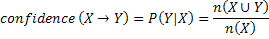 confidence (X → Y) = P(Y|X) = n(X ∪ Y) / n(X)